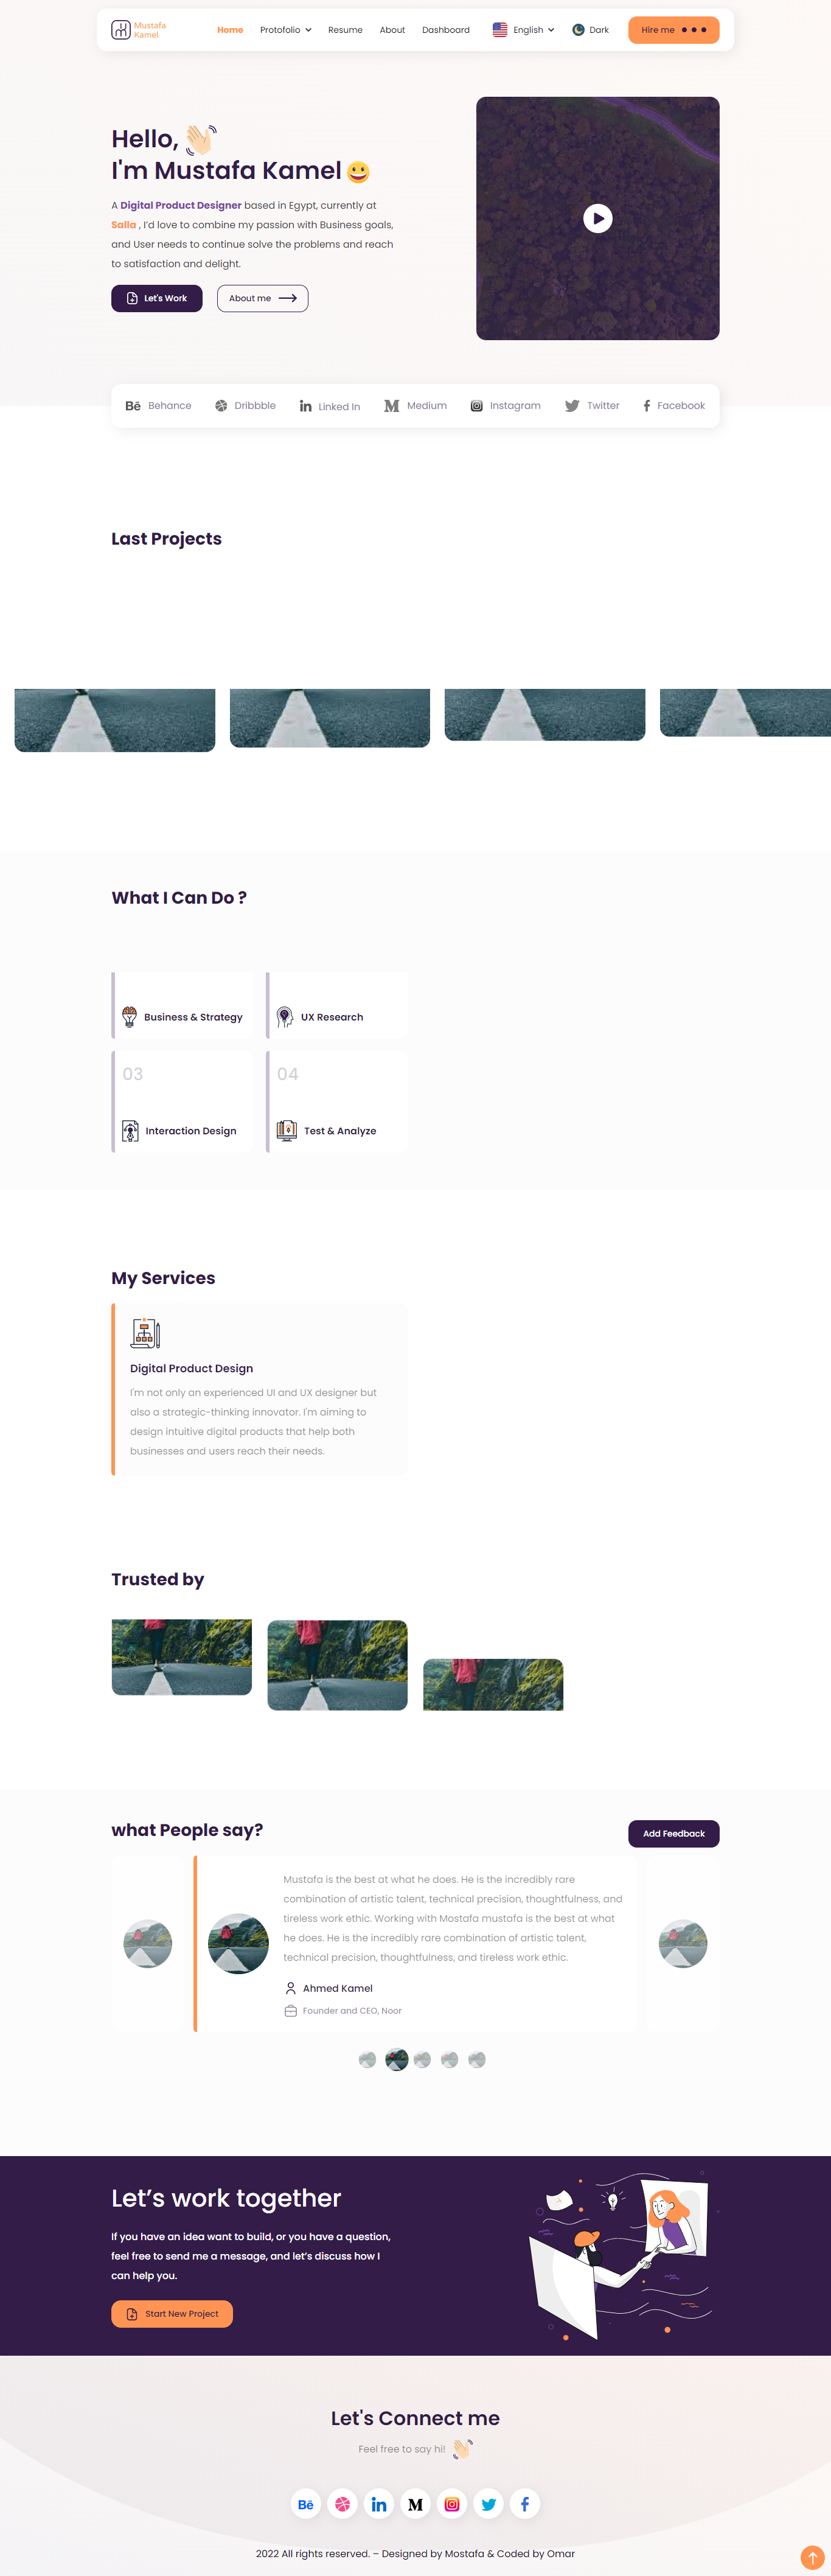 Mustafa
Kamel
Home
Protofolio
Resume
About
Dashboard
English
Dark
Hire me
Hello,
I'm Mustafa Kamel
A Digital Product Designer based in Egypt, currently at
Salla , I'd love to combine my passion with Business goals,
and User needs to continue solve the problems and reach
to satisfaction and delight.
Let's Work
About me
Bē Behance
Dribbble
in Linked In
M Medium
Instagram
Twitter
f Facebook
Last Projects
What I Can Do ?
Business & Strategy
UX Research
03
04
Interaction Design
Test & Analyze
My Services
Digital Product Design
I'm not only an experienced UI and UX designer but
also a strategic-thinking innovator. I'm aiming to
design intuitive digital products that help both
businesses and users reach their needs.
Trusted by
what People say?
Add Feedback
Mustafa is the best at what he does. He is the incredibly rare
combination of artistic talent, technical precision, thoughtfulness, and
tireless work ethic. Working with Mostafa mustafa is the best at what
he does. He is the incredibly rare combination of artistic talent,
technical precision, thoughtfulness, and tireless work ethic.
Ahmed Kamel
Founder and CEO, Noor
Let's work together
If you have an idea want to build, or you have a question,
feel free to send me a message, and let's discuss how I
can help you.
Start New Project
Let's Connect me
Feel free to say hi!
Bē
in
M
f
2022 All rights reserved. – Designed by Mostafa & Coded by Omar